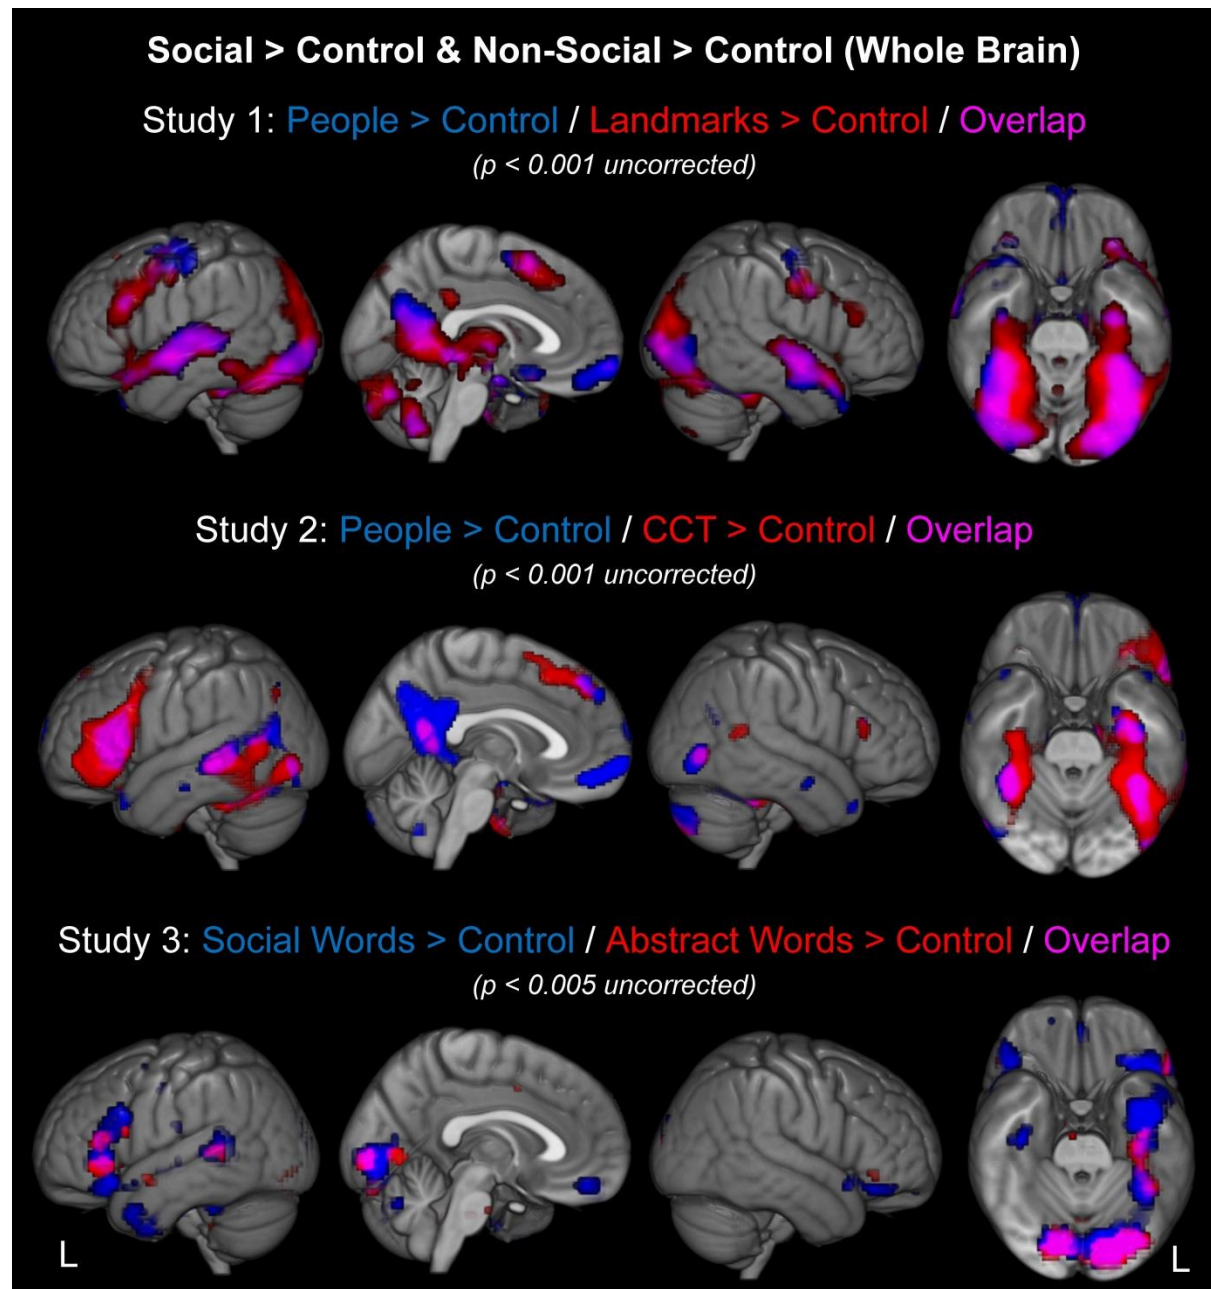 Social > Control & Non-Social > Control (Whole Brain)
Study 1: People > Control / Landmarks > Control / Overlap
(p < 0.001 uncorrected)
Study 2: People > Control / CCT > Control / Overlap
(p < 0.001 uncorrected)
Study 3: Social Words > Control / Abstract Words > Control / Overlap
(p < 0.005 uncorrected)
L
L